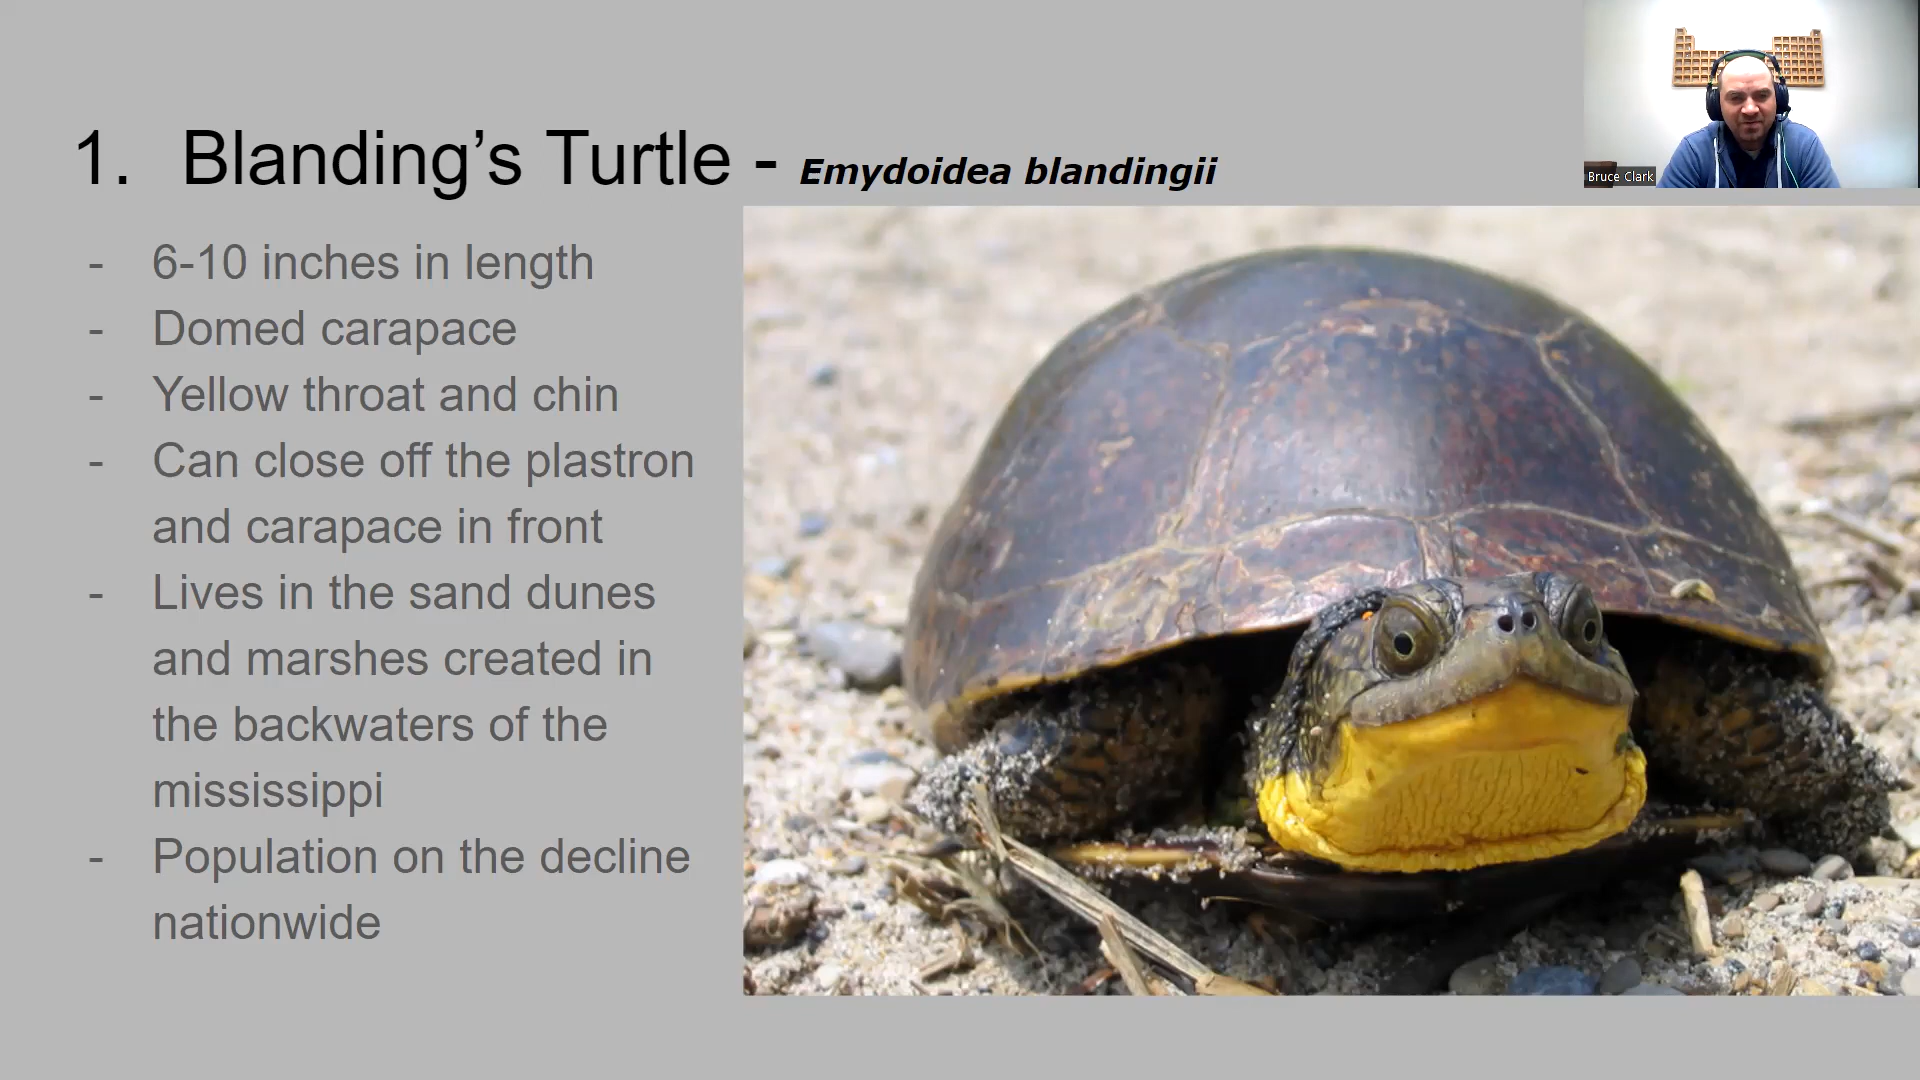 1. Blanding’s Turtle - Emydoidea blandingii
Bruce Clark
- 6-10 inches in length
- Domed carapace
- Yellow throat and chin
- Can close off the plastron
and carapace in front
- Lives in the sand dunes
and marshes created in
the backwaters of the
mississippi
- Population on the decline
nationwide